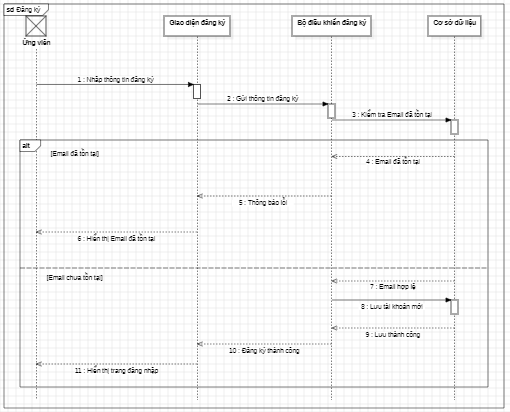 sd Đăng ký
Ứng viên
Giao diện đăng ký
Bộ điều khiển đăng ký
Cơ sở dữ liệu
1 : Nhập thông tin đăng ký
2 : Gửi thông tin đăng ký
3 : Kiểm tra Email đã tồn tại
alt
[Email đã tồn tại]
4 : Email đã tồn tại
5 : Thông báo lỗi
6 : Hiển thị Email đã tồn tại
[Email chưa tồn tại]
7 : Email hợp lệ
8 : Lưu tài khoản mới
9 : Lưu thành công
10 : Đăng ký thành công
11 : Hiển thị trang đăng nhập